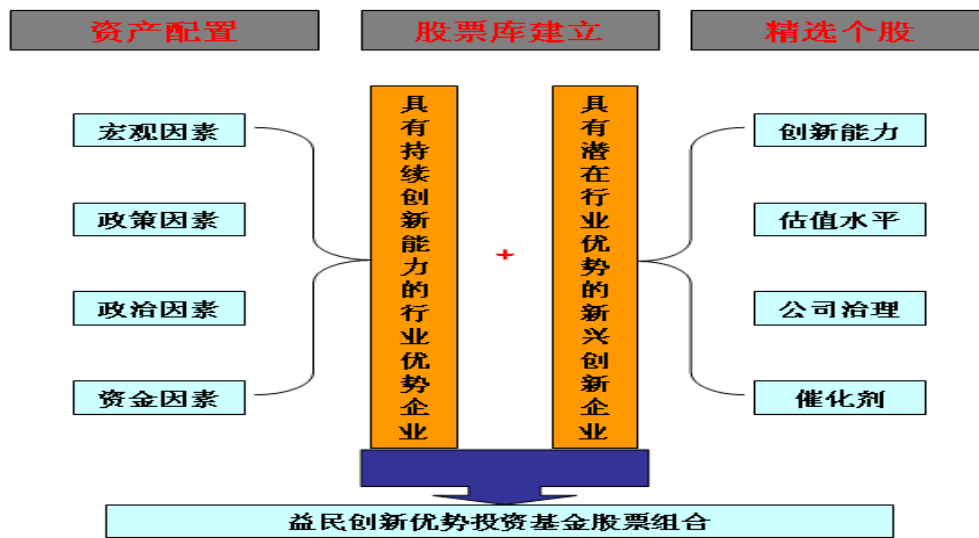 资产配置
股票库建立
精选个股
宏观因素
政策因素
政治因素
资金因素
具有持续创新能力的行业优势企业
+
具有潜在行业优势的新兴创新企业
创新能力
估值水平
公司治理
催化剂
益民创新优势投资基金股票组合